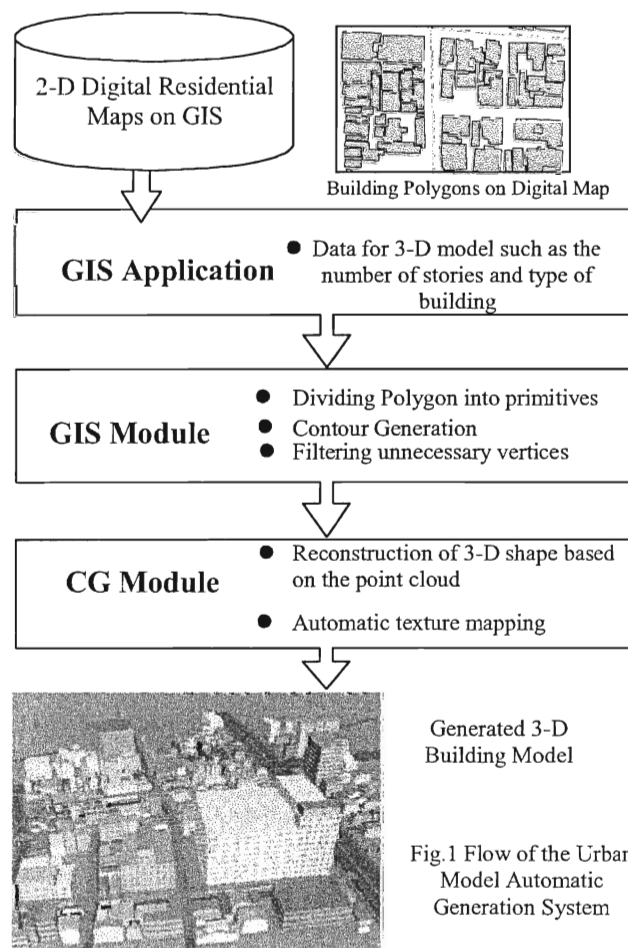 2-D Digital Residential
Maps on GIS
Building Polygons on Digital Map
GIS Application
● Data for 3-D model such as the
number of stories and type of
building
GIS Module
● Dividing Polygon into primitives
● Contour Generation
● Filtering unnecessary vertices
CG Module
● Reconstruction of 3-D shape based
on the point cloud
● Automatic texture mapping
Generated 3-D
Building Model
Fig.1 Flow of the Urban
Model Automatic
Generation System